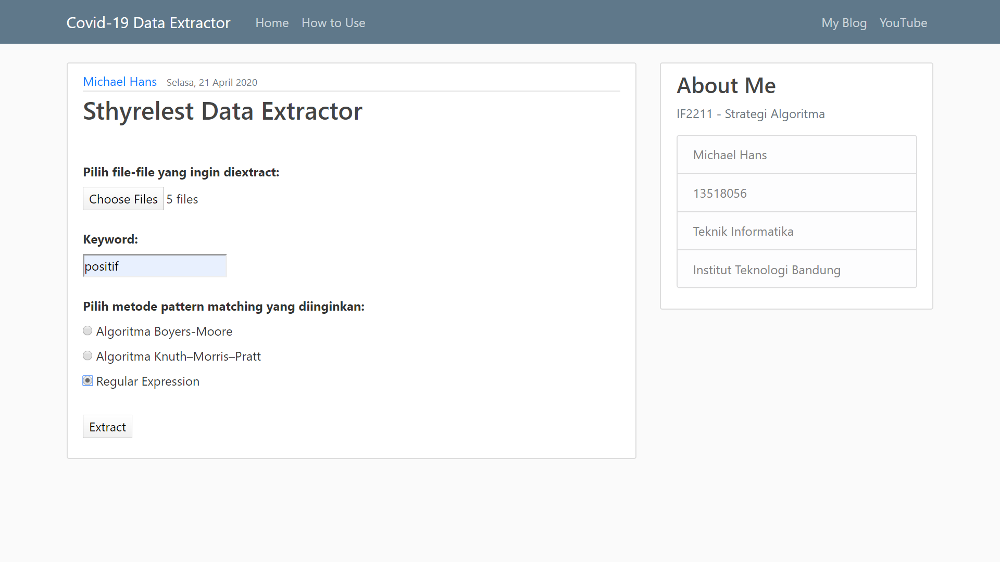 Covid-19 Data Extractor Home How to Use My Blog YouTube
Michael Hans Selasa, 21 April 2020
Sthyrelest Data Extractor
Pilih file-file yang ingin diextract:
Choose Files 5 files
Keyword:
positif
Pilih metode pattern matching yang diinginkan:
Algoritma Boyers-Moore
Algoritma Knuth–Morris–Pratt
Regular Expression
Extract
About Me
IF2211 - Strategi Algoritma
Michael Hans
13518056
Teknik Informatika
Institut Teknologi Bandung